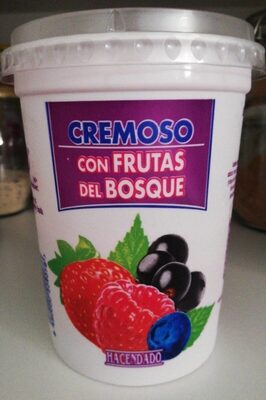 CREMOSO
CON FRUTAS
DEL BOSQUE
HACENDADO